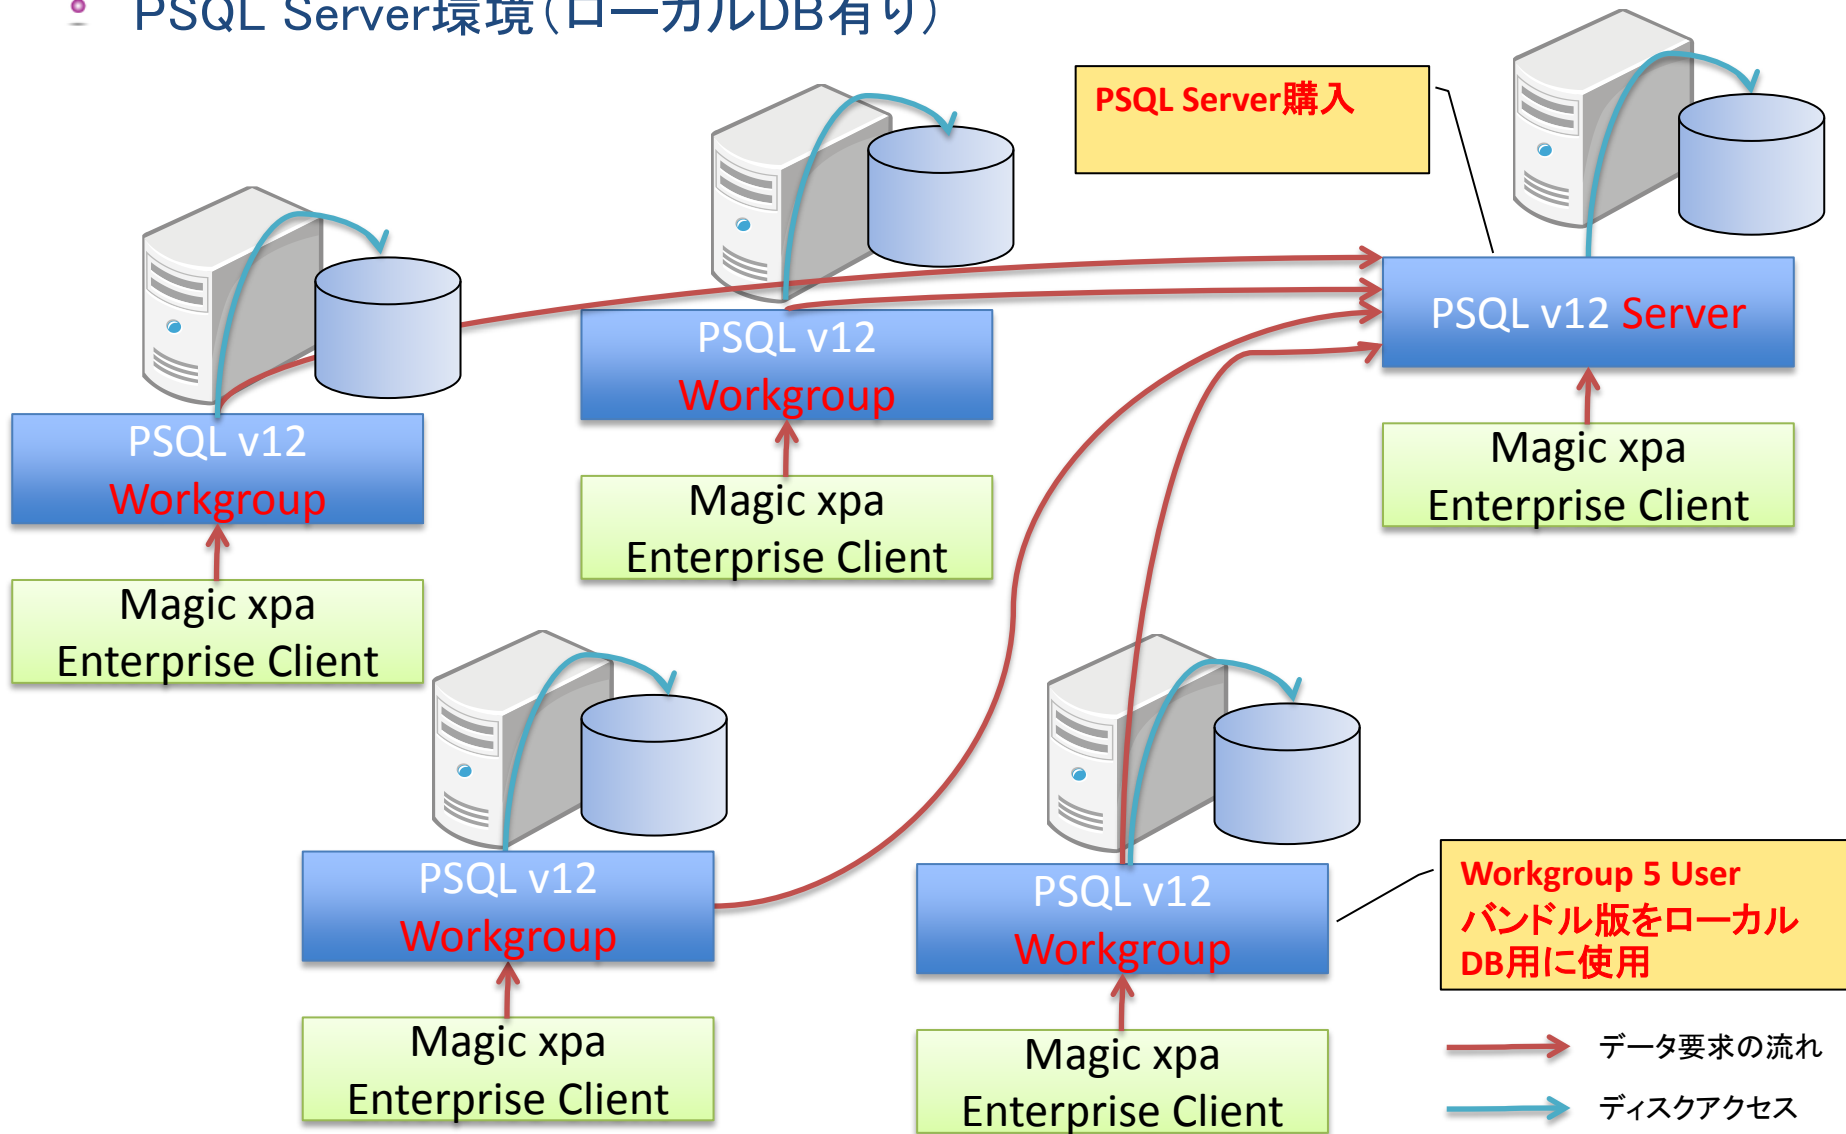 PSQL Server環境(ローカルDB有り)
PSQL Server購入
PSQL v12 Server
Magic xpa
Enterprise Client
PSQL v12
Workgroup
Magic xpa
Enterprise Client
PSQL v12
Workgroup
Magic xpa
Enterprise Client
PSQL v12
Workgroup
Magic xpa
Enterprise Client
PSQL v12
Workgroup
Magic xpa
Enterprise Client
Workgroup 5 User
バンドル版をローカル
DB用に使用
データ要求の流れ
ディスクアクセス